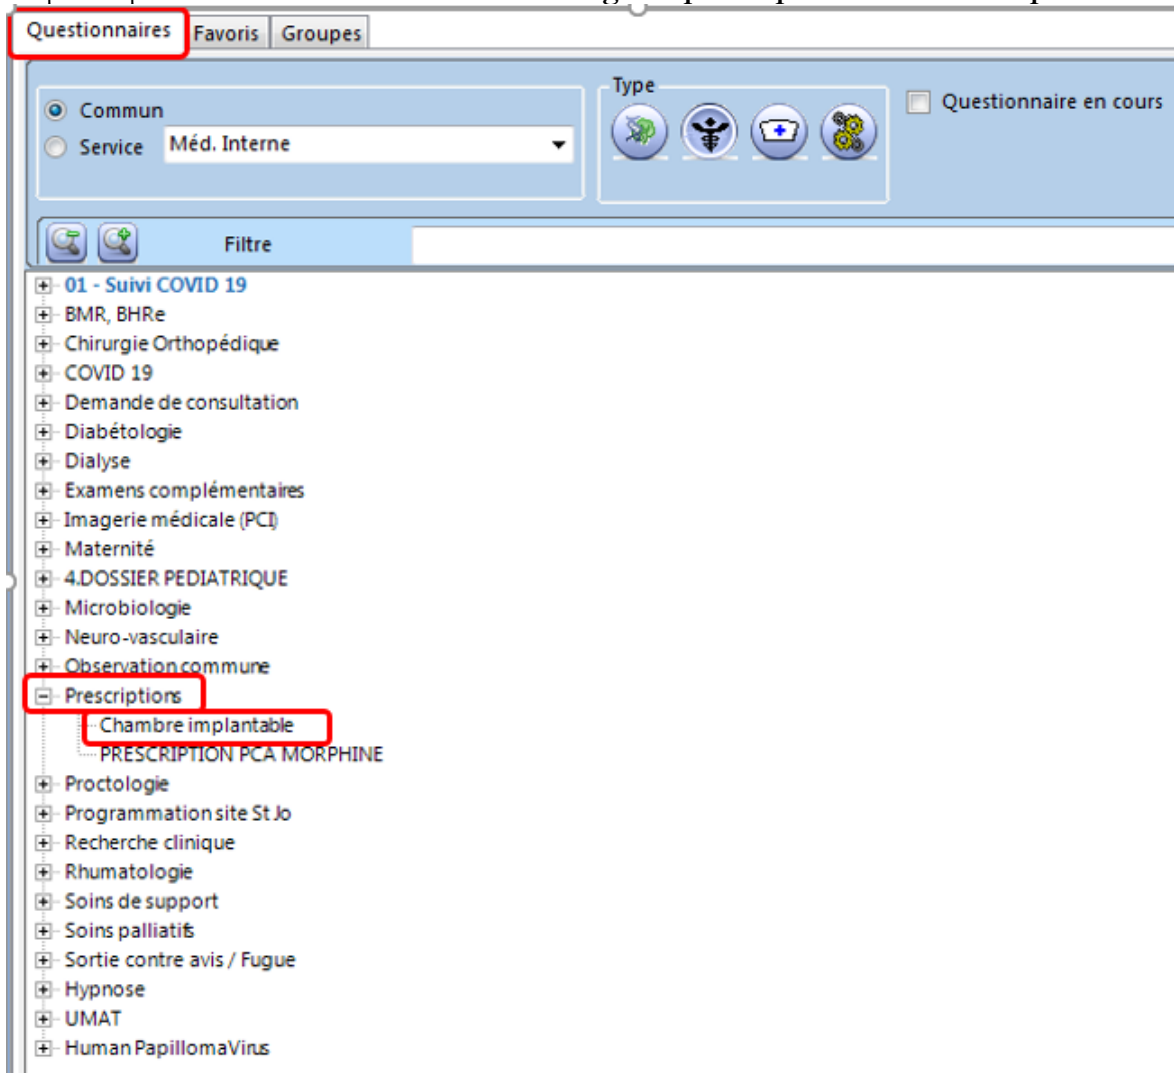 Questionnaires Favoris Groupes
Type
Commun
Questionnaire en cours
Service Méd. Interne
Filtre
01 - Suivi COVID 19
BMR, BHRe
Chirurgie Orthopédique
COVID 19
Demande de consultation
Diabétologie
Dialyse
Examens complémentaires
Imagerie médicale (PCI)
Maternité
4.DOSSIER PEDIATRIQUE
Microbiologie
Neuro-vasculaire
Observation commune
Prescriptions
Chambre implantable
PRESCRIPTION PCA MORPHINE
Proctologie
Programmation site St Jo
Recherche clinique
Rhumatologie
Soins de support
Soins palliatifs
Sortie contre avis / Fugue
Hypnose
UMAT
Human PapillomaVirus